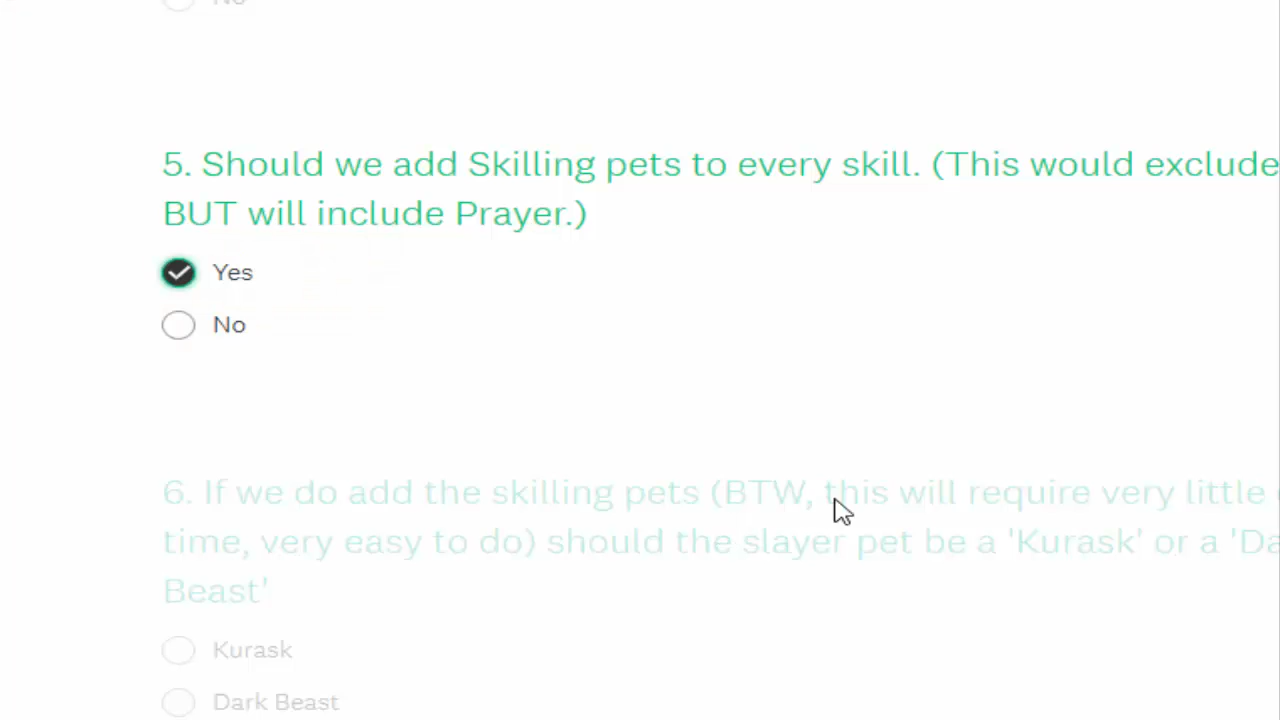 No
5. Should we add Skilling pets to every skill. (This would exclude
BUT will include Prayer.)
Yes
No
6. If we do add the skilling pets (BTW, this will require very little
time, very easy to do) should the slayer pet be a 'Kurask' or a 'Da
Beast'
Kurask
Dark Beast